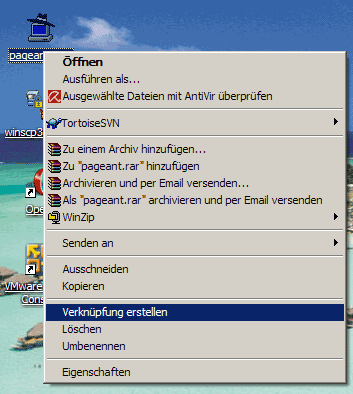 pageant
Öffnen
Ausführen als...
Ausgewählte Dateien mit AntiVir überprüfen
winscp3
TortoiseSVN
Zu einem Archiv hinzufügen...
Zu "pageant.rar" hinzufügen
Archivieren und per Email versenden...
Als "pageant.rar" archivieren und per Email versenden
Ope
WinZip
Senden an
Ausschneiden
Kopieren
VMware
Cons
Verknüpfung erstellen
Löschen
Umbenennen
Eigenschaften